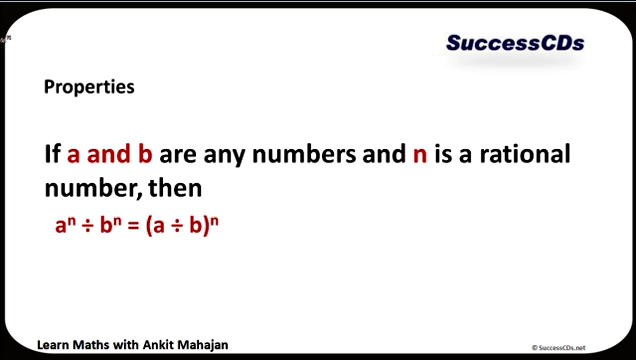 SuccessCDs
Properties
If a and b are any numbers and n is a rational
number, then
aⁿ ÷ bⁿ = (a ÷ b)ⁿ
Learn Maths with Ankit Mahajan
© SuccessCDs.net